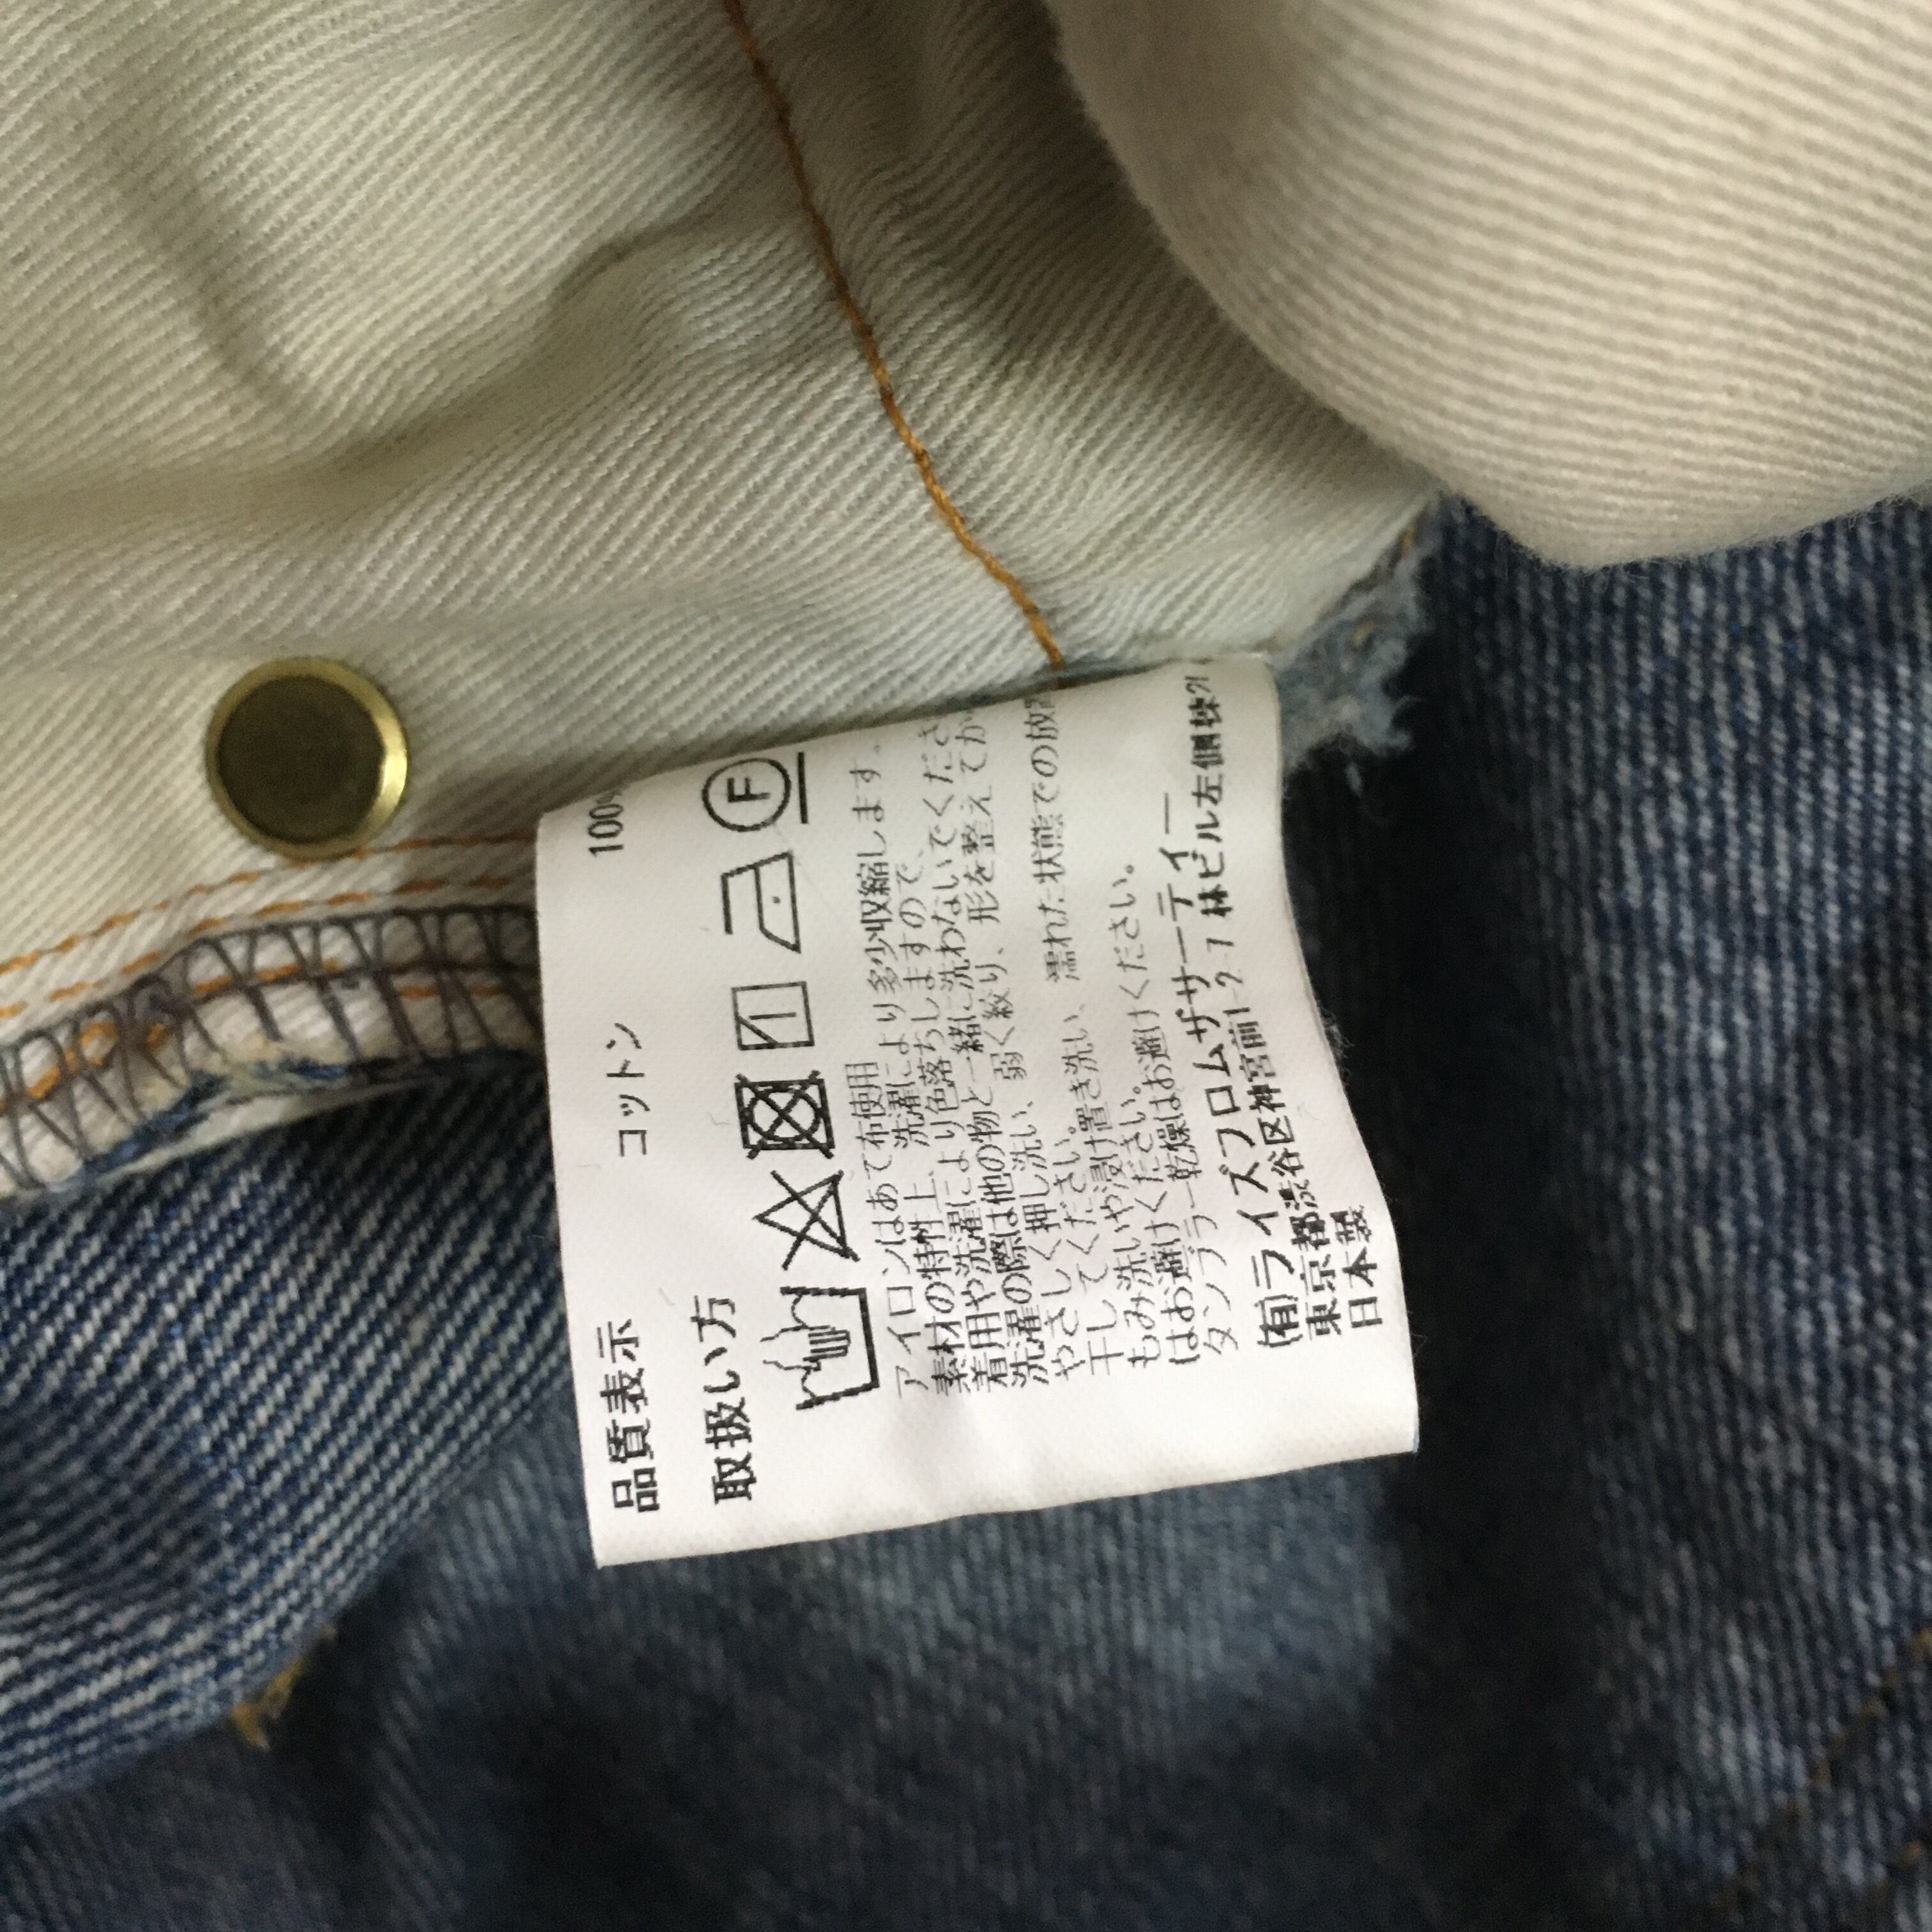 品質表示 コットン 100%
取扱い方
F
アイロンはあて布使用
素材の特性上、洗濯により多少収縮します。
着用や洗濯により色落ちしますので、
洗濯の際は他の物と一緒に洗わないでくださ
やさしく押し洗い、弱く絞り、形を整えてか
干してください。
もみ洗いや浸け置き洗い、濡れた状態での放
はお避けください。
タンブラー乾燥はお避けください。
(有)ライズフロムザサーティー
東京都渋谷区神宮前 林ビル左側棟
日本製